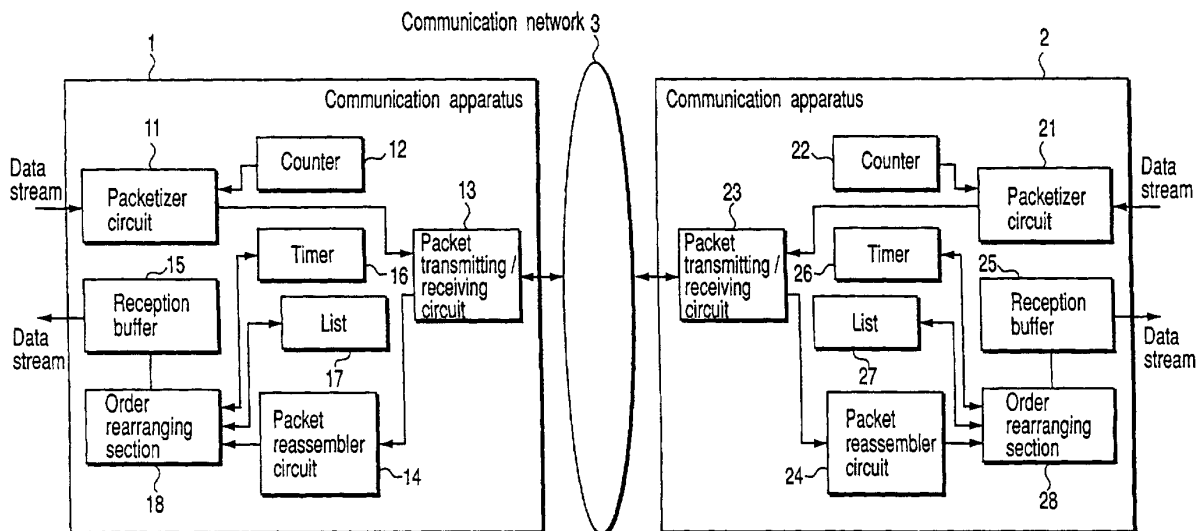 Communication network 3
1
2
Communication apparatus
Communication apparatus
11
12
Counter
Data
stream
Packetizer
circuit
13
Packet
transmitting /
receiving
circuit
15
Timer
16
Reception
buffer
List
17
Data
stream
Order
rearranging
section
18
Packet
reassembler
circuit
14
22
Counter
21
Data
stream
Packetizer
circuit
23
Packet
transmitting /
receiving
circuit
26
Timer
25
Reception
buffer
List
27
Data
stream
Packet
reassembler
circuit
24
Order
rearranging
section
28